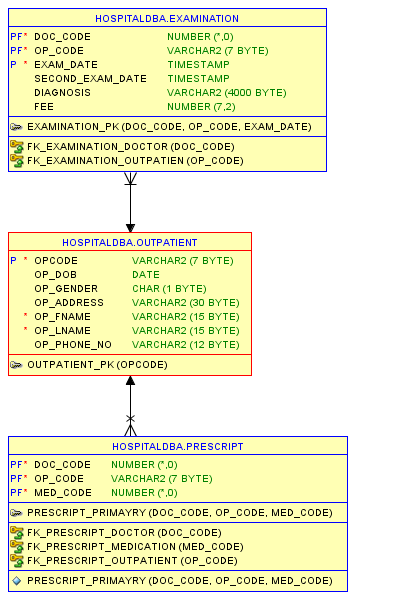 HOSPITALDBA.EXAMINATION
PF* DOC_CODE NUMBER (*,0)
PF* OP_CODE VARCHAR2 (7 BYTE)
P * EXAM_DATE TIMESTAMP
SECOND_EXAM_DATE TIMESTAMP
DIAGNOSIS VARCHAR2 (4000 BYTE)
FEE NUMBER (7,2)
EXAMINATION_PK (DOC_CODE, OP_CODE, EXAM_DATE)
FK_EXAMINATION_DOCTOR (DOC_CODE)
FK_EXAMINATION_OUTPATIEN (OP_CODE)
HOSPITALDBA.OUTPATIENT
P * OPCODE VARCHAR2 (7 BYTE)
OP_DOB DATE
OP_GENDER CHAR (1 BYTE)
OP_ADDRESS VARCHAR2 (30 BYTE)
* OP_FNAME VARCHAR2 (15 BYTE)
* OP_LNAME VARCHAR2 (15 BYTE)
OP_PHONE_NO VARCHAR2 (12 BYTE)
OUTPATIENT_PK (OPCODE)
HOSPITALDBA.PRESCRIPT
PF* DOC_CODE NUMBER (*,0)
PF* OP_CODE VARCHAR2 (7 BYTE)
PF* MED_CODE NUMBER (*,0)
PRESCRIPT_PRIMAYRY (DOC_CODE, OP_CODE, MED_CODE)
FK_PRESCRIPT_DOCTOR (DOC_CODE)
FK_PRESCRIPT_MEDICATION (MED_CODE)
FK_PRESCRIPT_OUTPATIENT (OP_CODE)
PRESCRIPT_PRIMAYRY (DOC_CODE, OP_CODE, MED_CODE)